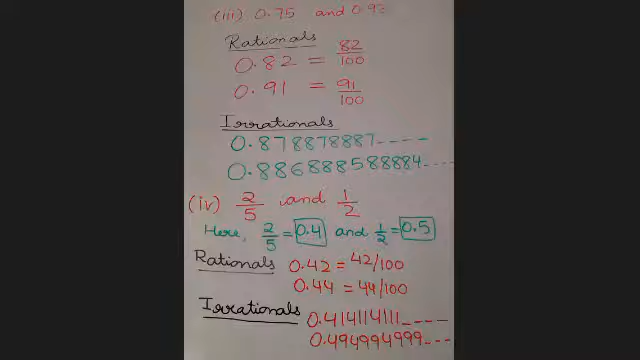 (iii) 0.75 and 0.9
Rationals
0.82 = 82/100
0.91 = 91/100
Irrationals
0.878878887----
0.886888588884----
(iv) 2/5 and 1/2
Here, 2/5 = 0.4 and 1/2 = 0.5
Rationals 0.42 = 42/100
0.44 = 44/100
Irrationals 0.414114111----
0.494994999---